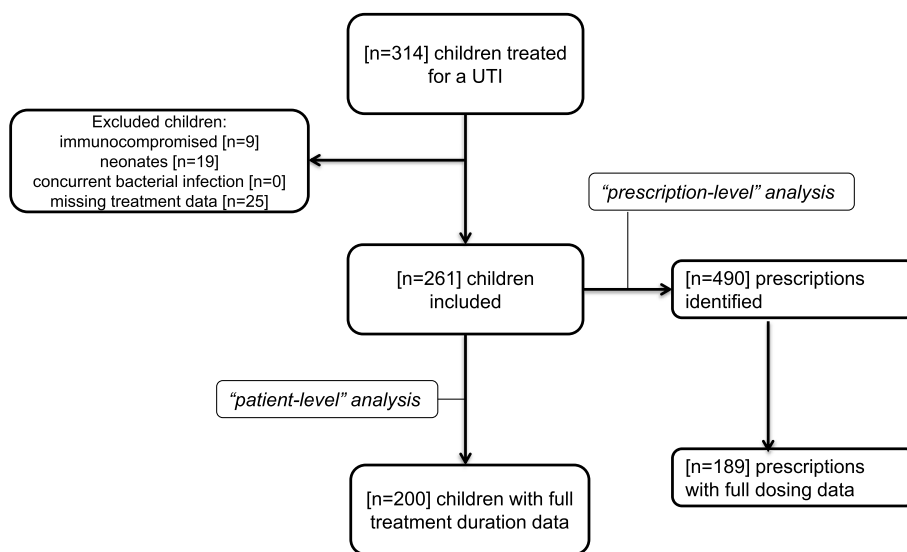 [n=314] children treated
for a UTI
Excluded children:
immunocompromised [n=9]
neonates [n=19]
concurrent bacterial infection [n=0]
missing treatment data [n=25]
“prescription-level” analysis
[n=261] children
included
[n=490] prescriptions
identified
“patient-level” analysis
[n=200] children with full
treatment duration data
[n=189] prescriptions
with full dosing data